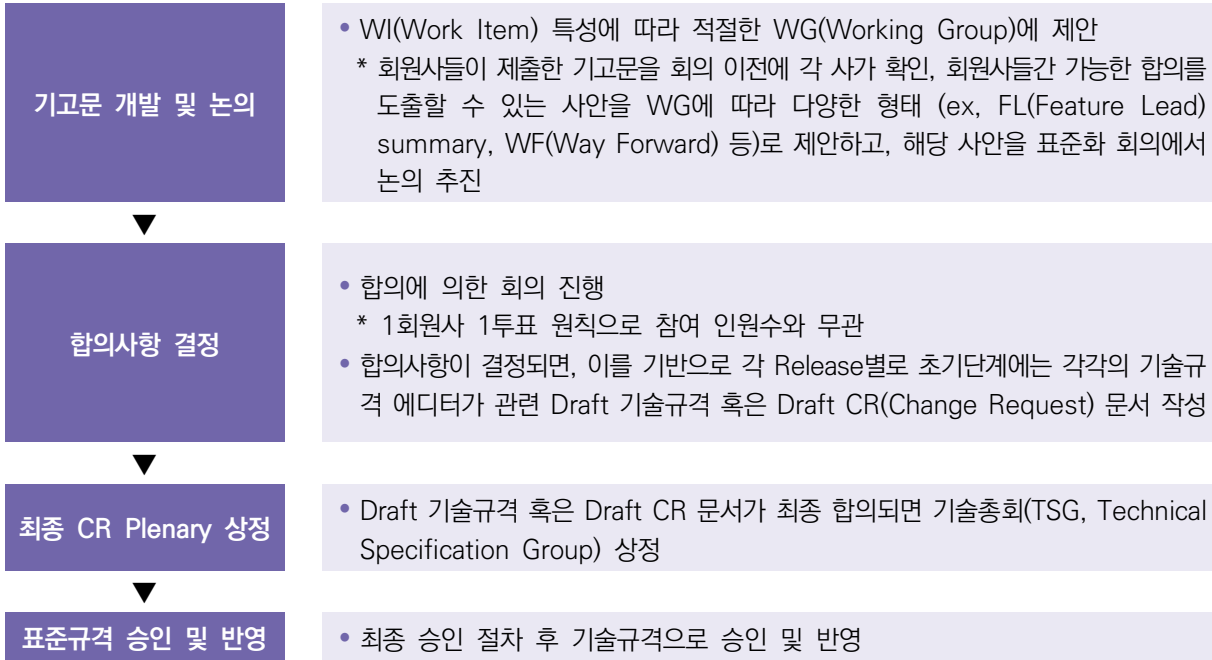 기고문 개발 및 논의
• WI(Work Item) 특성에 따라 적절한 WG(Working Group)에 제안
* 회원사들이 제출한 기고문을 회의 이전에 각 사가 확인, 회원사들간 가능한 합의를
도출할 수 있는 사안을 WG에 따라 다양한 형태 (ex, FL(Feature Lead)
summary, WF(Way Forward) 등)로 제안하고, 해당 사안을 표준화 회의에서
논의 추진
▼
합의사항 결정
• 합의에 의한 회의 진행
* 1회원사 1투표 원칙으로 참여 인원수와 무관
• 합의사항이 결정되면, 이를 기반으로 각 Release별로 초기단계에는 각각의 기술규
격 에디터가 관련 Draft 기술규격 혹은 Draft CR(Change Request) 문서 작성
▼
최종 CR Plenary 상정
• Draft 기술규격 혹은 Draft CR 문서가 최종 합의되면 기술총회(TSG, Technical
Specification Group) 상정
▼
표준규격 승인 및 반영
• 최종 승인 절차 후 기술규격으로 승인 및 반영